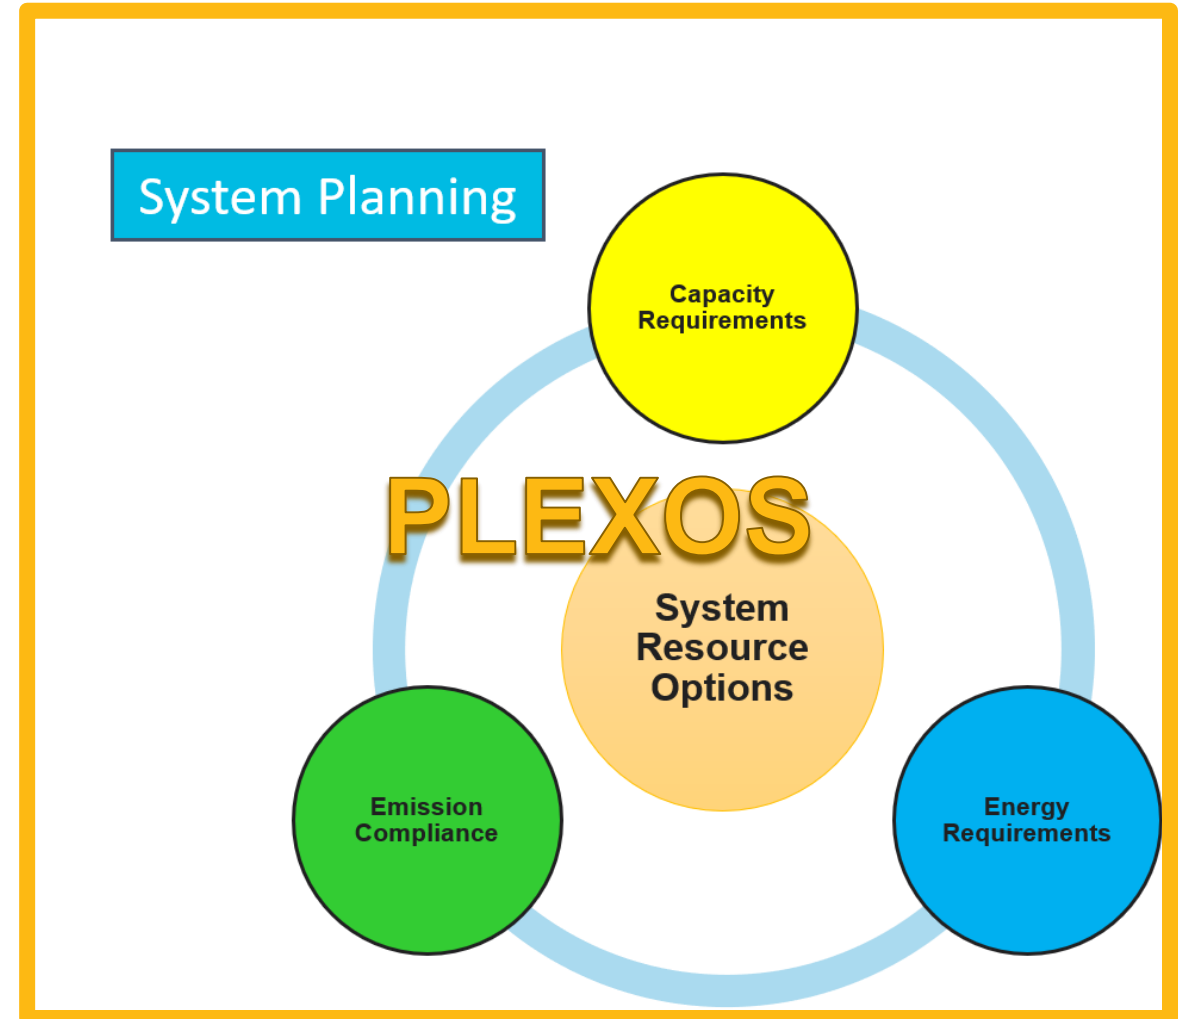 System Planning
Capacity
Requirements
PLEXOS
System
Resource
Options
Emission
Compliance
Energy
Requirements